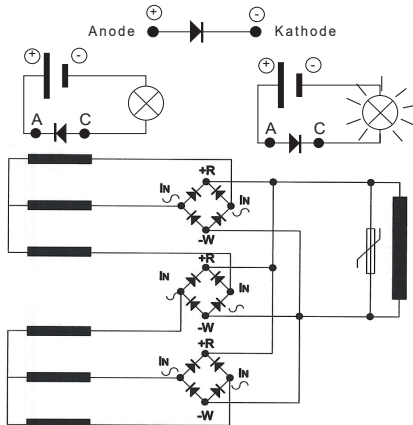 Anode + - Kathode
+ -
A C
+ -
A C
+R
IN IN
-W
+R
IN IN
-W
+R
IN IN
-W